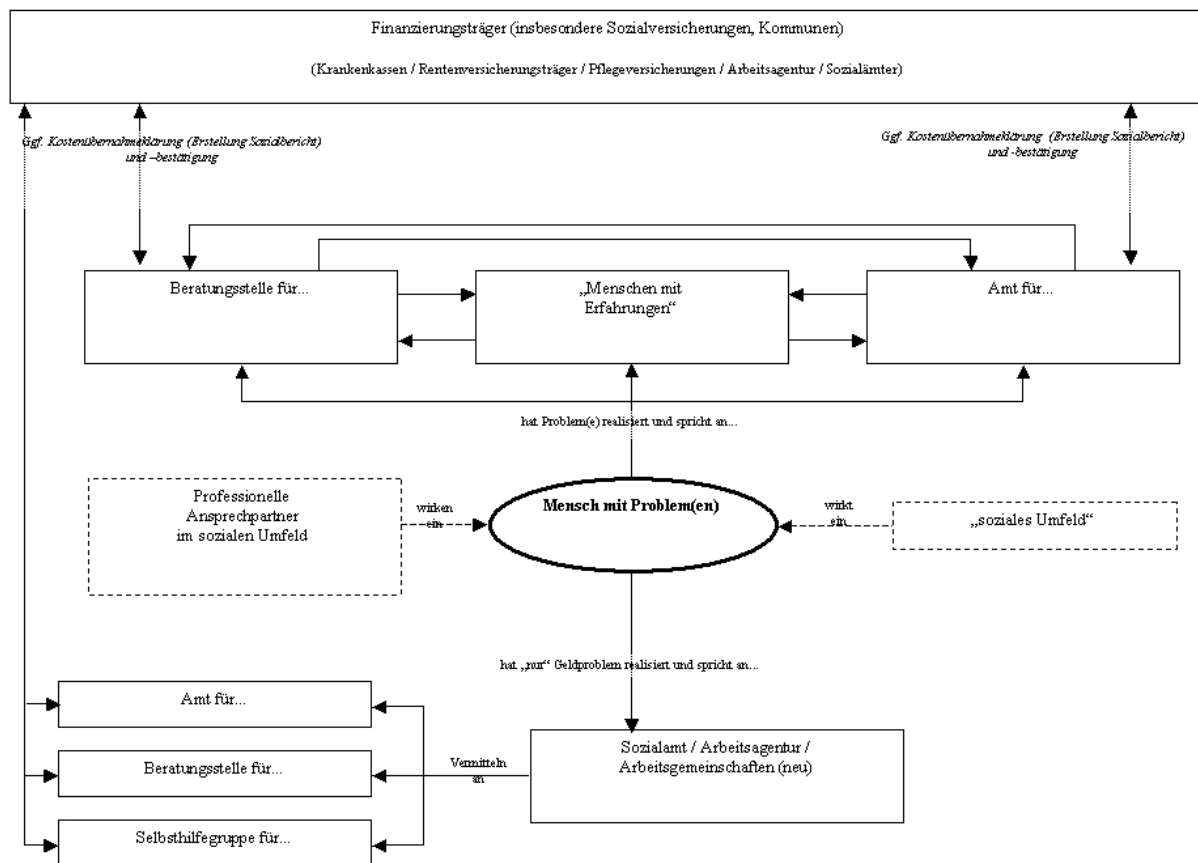 Finanzierungsträger (insbesondere Sozialversicherungen, Kommunen)
(Krankenkassen / Rentenversicherungsträger / Pflegeversicherungen / Arbeitsagentur / Sozialämter)
Ggf. Kostenübernahmeklärung (Erstellung Sozialbericht)
und –bestätigung
Ggf. Kostenübernahmeklärung (Erstellung Sozialbericht)
und -bestätigung
Beratungsstelle für...
„Menschen mit
Erfahrungen“
Amt für...
hat Problem(e) realisiert und spricht an...
Professionelle
Ansprechpartner
im sozialen Umfeld
wirken
ein
Mensch mit Problem(en)
wirkt
ein
„soziales Umfeld“
hat „nur“ Geldproblem realisiert und spricht an...
Amt für...
Beratungsstelle für...
Selbsthilfegruppe für...
Vermitteln
an
Sozialamt / Arbeitsagentur /
Arbeitsgemeinschaften (neu)